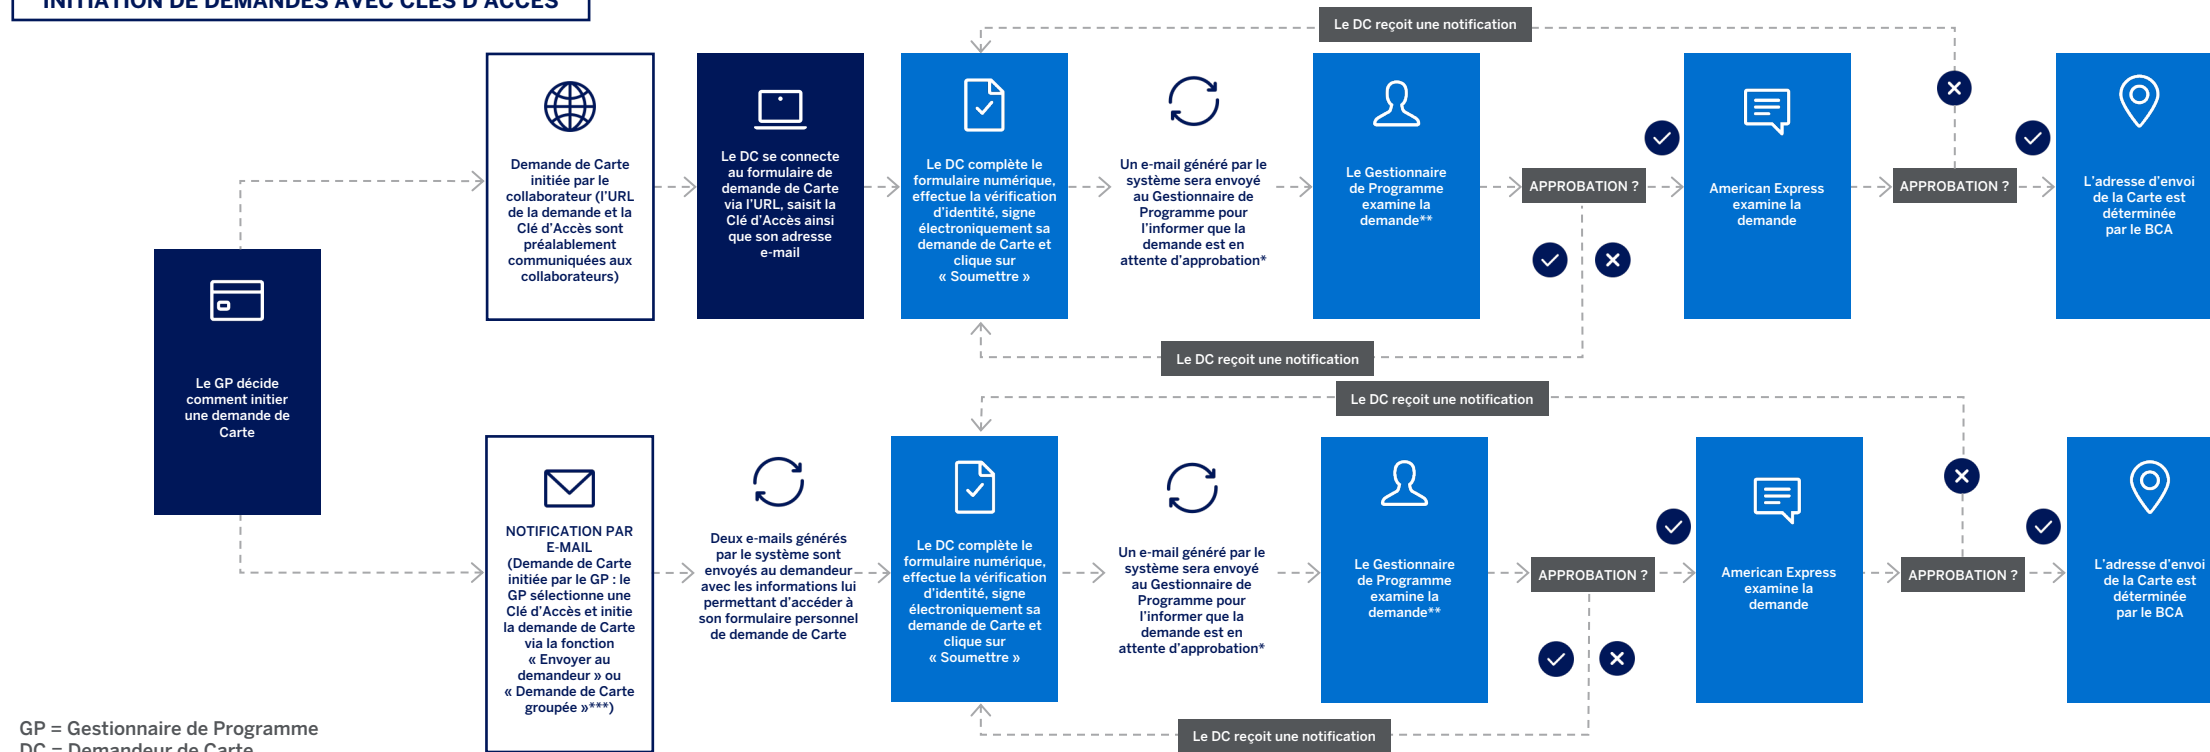 INITIATION DE DEMANDES AVEC CLÉS D'ACCÈS
Le DC reçoit une notification
Le GP décide
comment initier
une demande de
Carte
Demande de Carte
initiée par le
collaborateur (l'URL
de la demande et la
Clé d'Accès sont
préalablement
communiquées aux
collaborateurs)
Le DC se connecte
au formulaire de
demande de Carte
via l'URL, saisit la
Clé d'Accès ainsi
que son adresse
e-mail
Le DC complète le
formulaire numérique,
effectue la vérification
d'identité, signe
électroniquement sa
demande de Carte et
clique sur
« Soumettre »
Un e-mail généré par le
système sera envoyé
au Gestionnaire de
Programme pour
l'informer que la
demande est en
attente d'approbation*
Le Gestionnaire
de Programme
examine la
demande**
APPROBATION ?
American Express
examine la
demande
APPROBATION ?
L'adresse d'envoi
de la Carte est
déterminée
par le BCA
Le DC reçoit une notification
Le DC reçoit une notification
NOTIFICATION PAR
E-MAIL
(Demande de Carte
initiée par le GP : le
GP sélectionne une
Clé d'Accès et initie
la demande de Carte
via la fonction
« Envoyer au
demandeur » ou
« Demande de Carte
groupée »***)
Deux e-mails générés
par le système sont
envoyés au demandeur
avec les informations lui
permettant d'accéder à
son formulaire personnel
de demande de Carte
Le DC complète le
formulaire numérique,
effectue la vérification
d'identité, signe
électroniquement sa
demande de Carte et
clique sur
« Soumettre »
Un e-mail généré par le
système sera envoyé
au Gestionnaire de
Programme pour
l'informer que la
demande est en
attente d'approbation*
Le Gestionnaire
de Programme
examine la
demande**
APPROBATION ?
American Express
examine la
demande
APPROBATION ?
L'adresse d'envoi
de la Carte est
déterminée
par le BCA
Le DC reçoit une notification
GP = Gestionnaire de Programme
DC = Demandeur de Carte